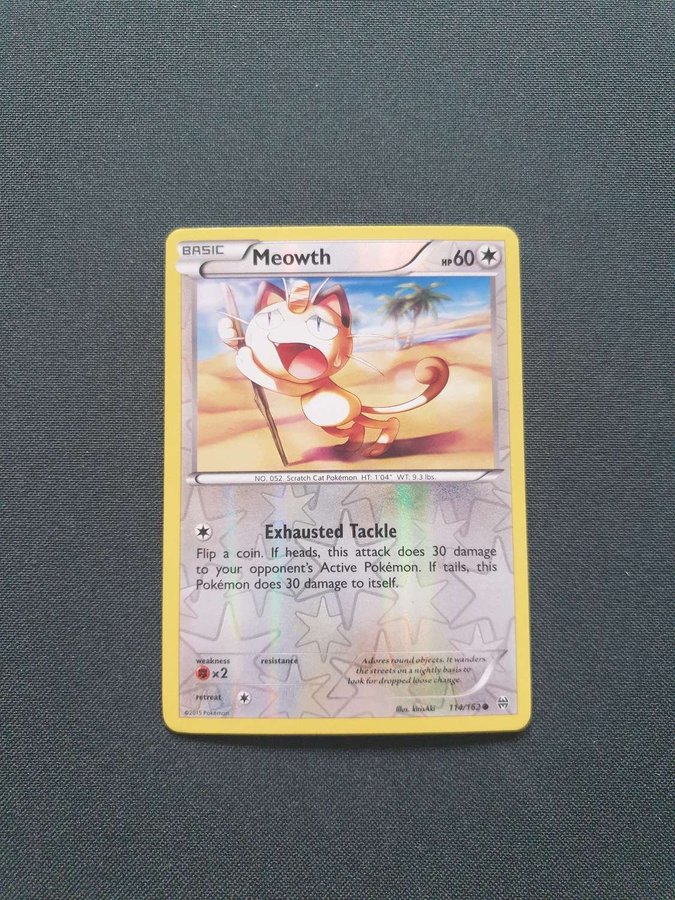 BASIC Meowth HP60
NO. 052 Scratch Cat Pokémon HT: 1'04" WT: 9.3 lbs.
Exhausted Tackle
Flip a coin. If heads, this attack does 30 damage
to your opponent's Active Pokémon. If tails, this
Pokémon does 30 damage to itself.
weakness resistance
×2
retreat
Adores round objects. It wanders
the streets on a nightly basis to
look for dropped loose change.
©2015 Pokémon
Illus. kirisAki 114/162